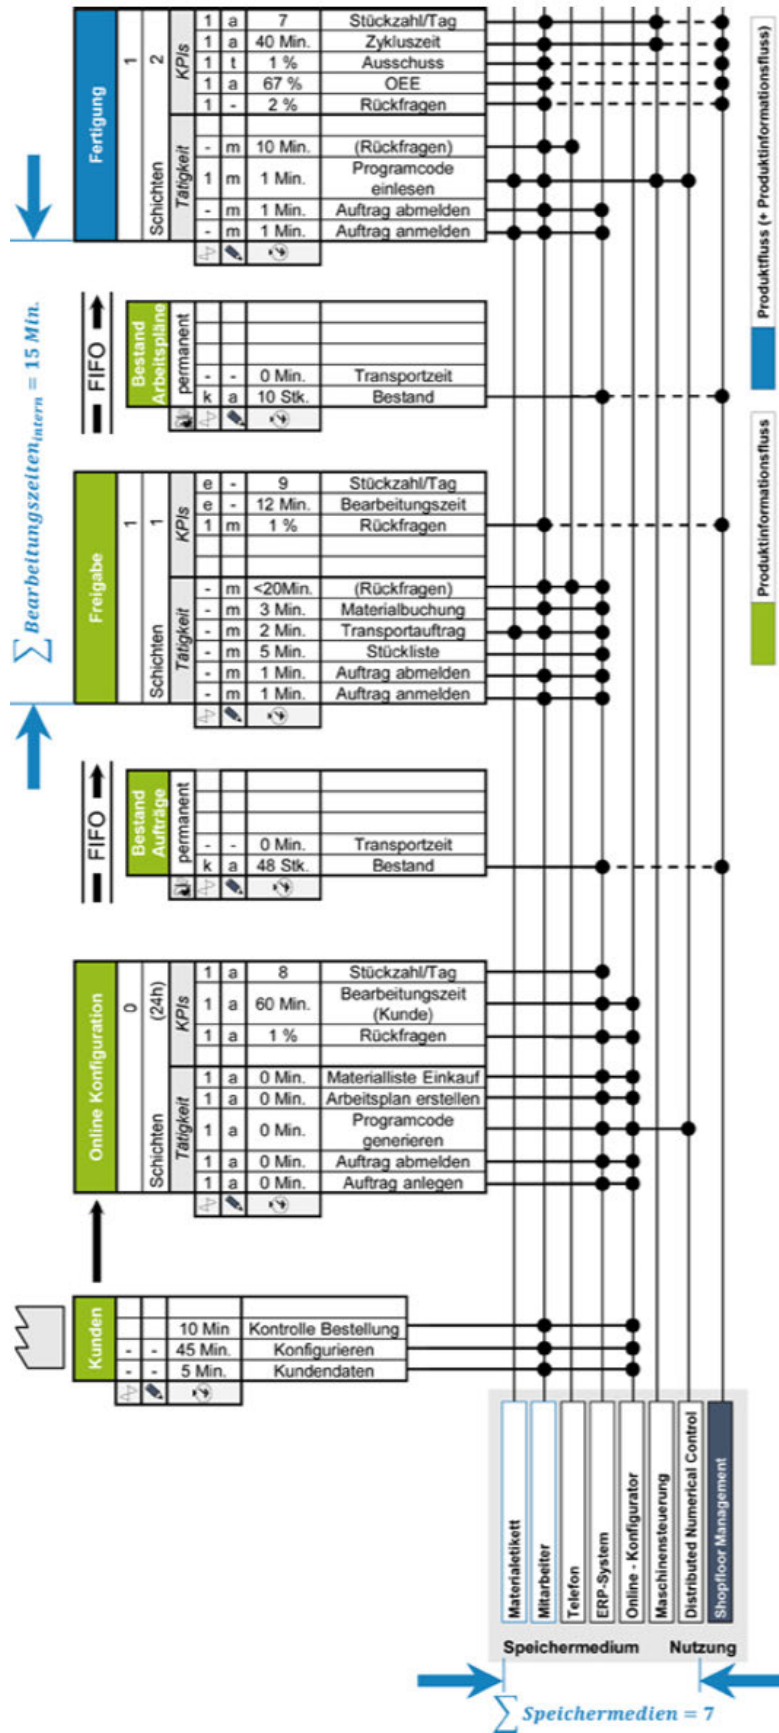 Fertigung
1
Schichten 2
KPIs
1 a 7 Stückzahl/Tag
1 a 40 Min. Zykluszeit
1 t 1 % Ausschuss
1 a 67 % OEE
1 - 2 % Rückfragen
Tätigkeit
- m 10 Min. (Rückfragen)
1 m 1 Min. Programcode
einlesen
- m 1 Min. Auftrag abmelden
- m 1 Min. Auftrag anmelden
∑ Bearbeitungszeiten intern = 15 Min.
FIFO
Bestand
Arbeitspläne
permanent
- - 0 Min. Transportzeit
k a 10 Stk. Bestand
Freigabe
1
Schichten 1
KPIs
e - 9 Stückzahl/Tag
e - 12 Min. Bearbeitungszeit
1 m 1 % Rückfragen
Tätigkeit
- m <20Min. (Rückfragen)
- m 3 Min. Materialbuchung
- m 2 Min. Transportauftrag
- m 5 Min. Stückliste
- m 1 Min. Auftrag abmelden
- m 1 Min. Auftrag anmelden
FIFO
Bestand
Aufträge
permanent
- - 0 Min. Transportzeit
k a 48 Stk. Bestand
Online Konfiguration
0
Schichten (24h)
KPIs
1 a 8 Stückzahl/Tag
1 a 60 Min. Bearbeitungszeit
(Kunde)
1 a 1 % Rückfragen
Tätigkeit
1 a 0 Min. Materialliste Einkauf
1 a 0 Min. Arbeitsplan erstellen
1 a 0 Min. Programcode
generieren
1 a 0 Min. Auftrag abmelden
1 a 0 Min. Auftrag anlegen
Kunden
10 Min Kontrolle Bestellung
- - 45 Min. Konfigurieren
- - 5 Min. Kundendaten
Materialetikett
Mitarbeiter
Telefon
ERP-System
Online - Konfigurator
Maschinensteuerung
Distributed Numerical Control
Shopfloor Management
Speichermedium Nutzung
∑ Speichermedien = 7
Produktinformationsfluss
Produktfluss (+ Produktinformationsfluss)